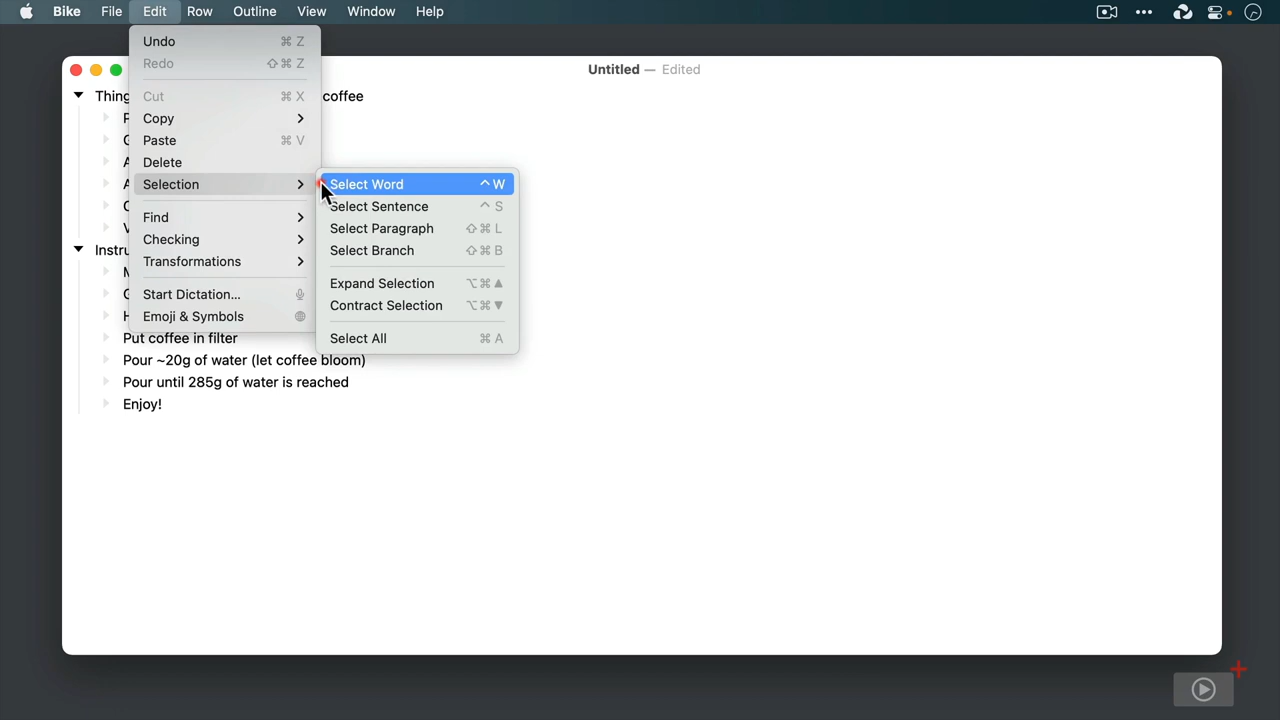 Bike File Edit Row Outline View Window Help
Untitled — Edited
Undo ⌘ Z
Redo ⇧ ⌘ Z
Cut ⌘ X
Copy
Paste ⌘ V
Delete
Selection
Find
Checking
Transformations
Start Dictation...
Emoji & Symbols
Select Word ^ W
Select Sentence ^ S
Select Paragraph ⇧ ⌘ L
Select Branch ⇧ ⌘ B
Expand Selection ⌥ ⌘ ▲
Contract Selection ⌥ ⌘ ▼
Select All ⌘ A
coffee
Put coffee in filter
Pour ~20g of water (let coffee bloom)
Pour until 285g of water is reached
Enjoy!